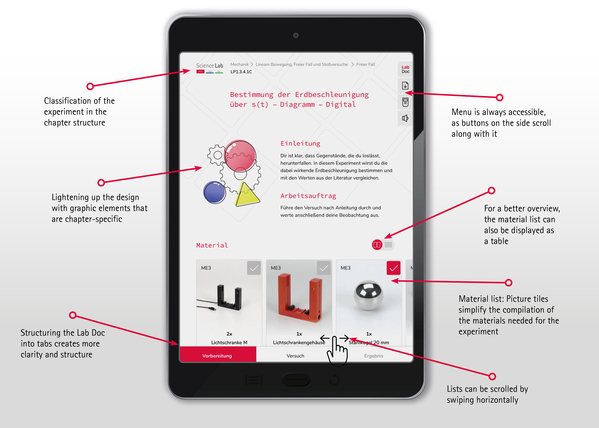 Science Lab
Mechanik > Lineare Bewegung, Freier Fall und Stoßversuche > Freier Fall
LP1.3.4.1C
Lab
Doc
Bestimmung der Erdbeschleunigung
über s(t) – Diagramm – Digital
Classification of the
experiment in the
chapter structure
Menu is always accessible,
as buttons on the side scroll
along with it
Einleitung
Dir ist klar, dass Gegenstände, die du loslässt,
herunterfallen. In diesem Experiment wirst du die
dabei wirkende Erdbeschleunigung bestimmen und
mit den Werten aus der Literatur vergleichen.
Arbeitsauftrag
Führe den Versuch nach Anleitung durch und
werte anschließend deine Beobachtung aus.
Lightening up the design
with graphic elements that
are chapter-specific
For a better overview,
the material list can
also be displayed as
a table
Material
ME3
ME3
ME3
2x
Lichtschranke M
1x
Lichtschrankengehäuse
1x
Stahlkugel 20 mm
Material list: Picture tiles
simplify the compilation of
the materials needed for the
experiment
Structuring the Lab Doc
into tabs creates more
clarity and structure
Vorbereitung
Versuch
Ergebnis
Lists can be scrolled by
swiping horizontally